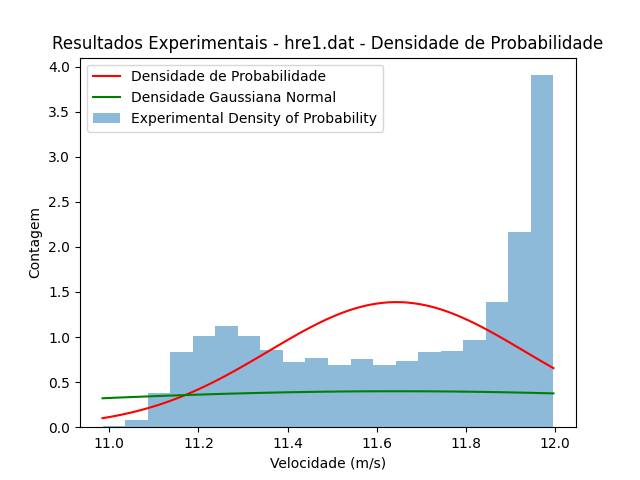 Resultados Experimentais - hre1.dat - Densidade de Probabilidade
Densidade de Probabilidade
Densidade Gaussiana Normal
Experimental Density of Probability
4.0
3.5
3.0
2.5
2.0
1.5
1.0
0.5
0.0
Contagem
11.0 11.2 11.4 11.6 11.8 12.0
Velocidade (m/s)